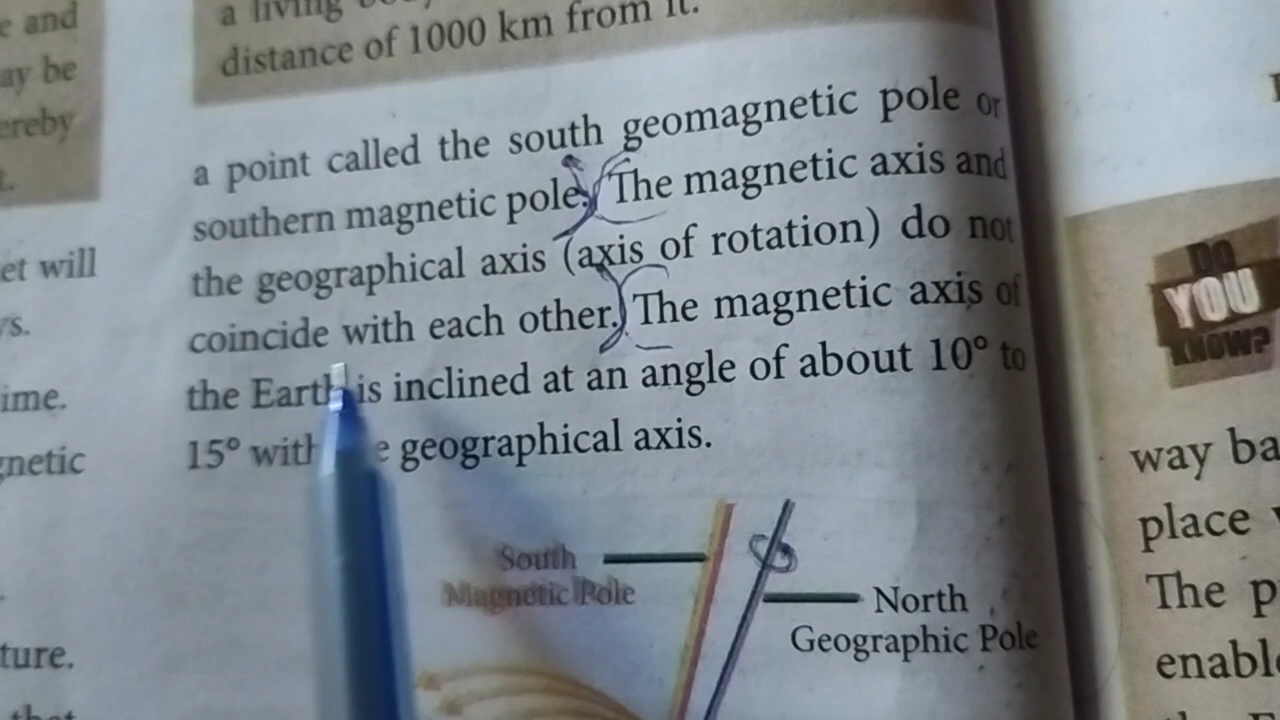 e and
ay be
ereby
et will
ime.
gnetic
ture.
that
a living
distance of 1000 km from it.
a point called the south geomagnetic pole or
southern magnetic pole. The magnetic axis and
the geographical axis (axis of rotation) do not
coincide with each other. The magnetic axis of
the Earth is inclined at an angle of about 10° to
15° with e geographical axis.
South
Magnetic Pole
North
Geographic Pole
DO
YOU
KNOW?
way ba
place
The p
enable